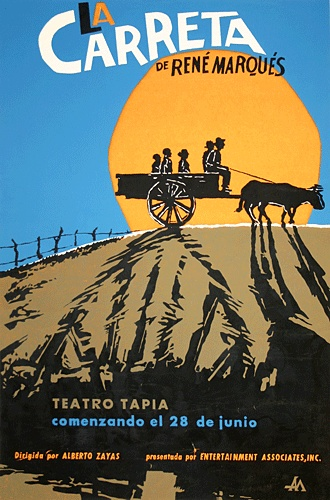 LA
CARRETA
DE RENÉ MARQUÉS
TEATRO TAPIA
comenzando el 28 de junio
Dirigida por ALBERTO ZAYAS presentada por ENTERTAINMENT ASSOCIATES, INC.